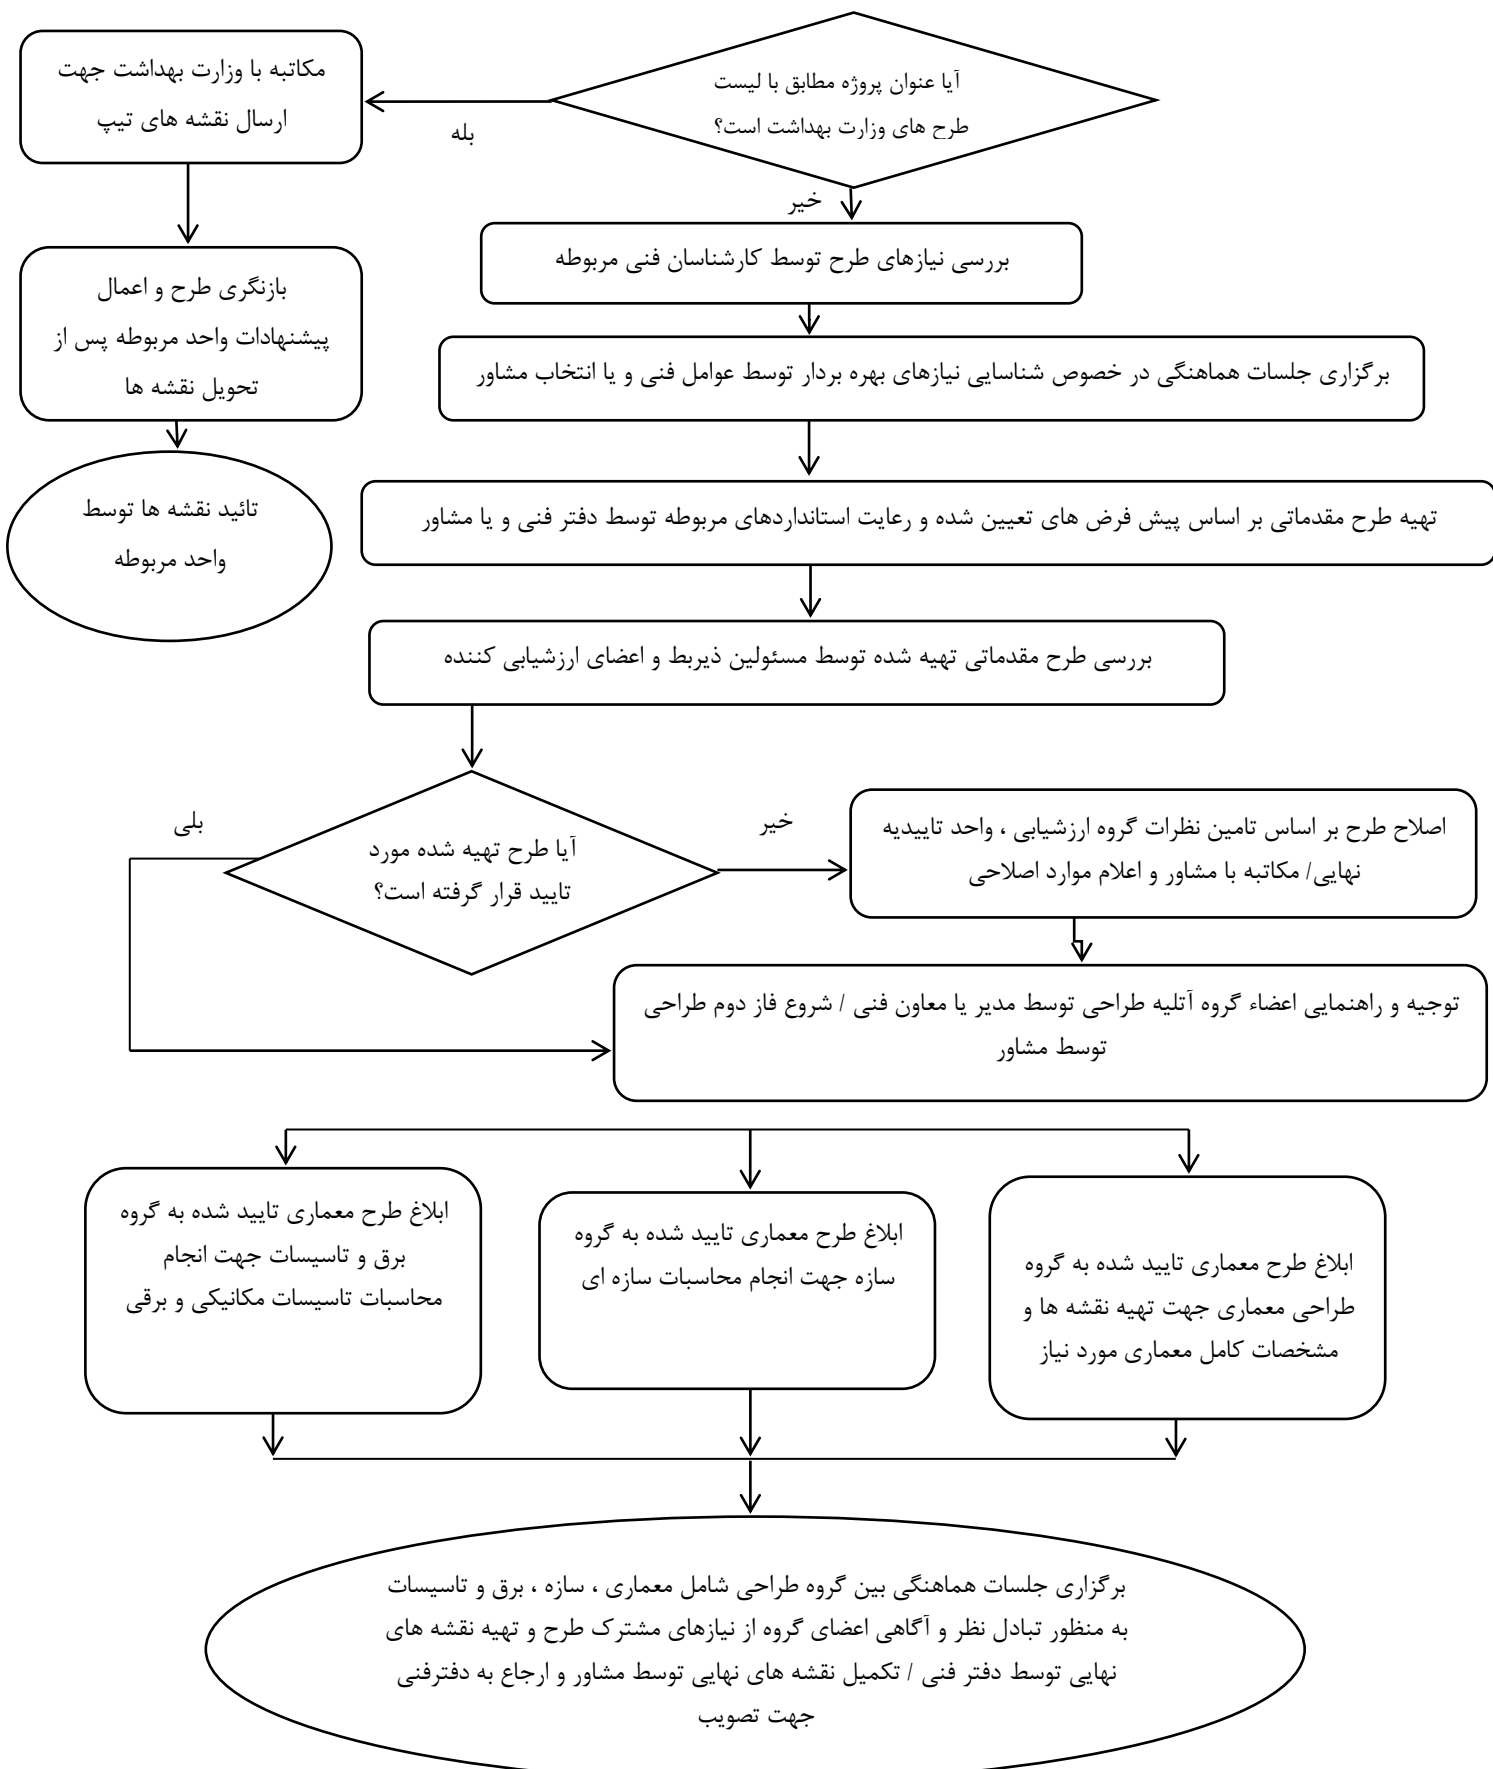 آیا عنوان پروژه مطابق با لیست
طرح های وزارت بهداشت است؟
بله
مکاتبه با وزارت بهداشت جهت
ارسال نقشه های تیپ
بازنگری طرح و اعمال
پیشنهادات واحد مربوطه پس از
تحویل نقشه ها
تائید نقشه ها توسط
واحد مربوطه
خیر
بررسی نیازهای طرح توسط کارشناسان فنی مربوطه
برگزاری جلسات هماهنگی در خصوص شناسایی نیازهای بهره بردار توسط عوامل فنی و یا انتخاب مشاور
تهیه طرح مقدماتی بر اساس پیش فرض های تعیین شده و رعایت استانداردهای مربوطه توسط دفتر فنی و یا مشاور
بررسی طرح مقدماتی تهیه شده توسط مسئولین ذیربط و اعضای ارزشیابی کننده
آیا طرح تهیه شده مورد
تایید قرار گرفته است؟
خیر
بلی
اصلاح طرح بر اساس تامین نظرات گروه ارزشیابی ، واحد تاییدیه
نهایی/ مکاتبه با مشاور و اعلام موارد اصلاحی
توجیه و راهنمایی اعضاء گروه آتلیه طراحی توسط مدیر یا معاون فنی / شروع فاز دوم طراحی
توسط مشاور
ابلاغ طرح معماری تایید شده به گروه
طراحی معماری جهت تهیه نقشه ها و
مشخصات کامل معماری مورد نیاز
ابلاغ طرح معماری تایید شده به گروه
سازه جهت انجام محاسبات سازه ای
ابلاغ طرح معماری تایید شده به گروه
برق و تاسیسات جهت انجام
محاسبات تاسیسات مکانیکی و برقی
برگزاری جلسات هماهنگی بین گروه طراحی شامل معماری ، سازه ، برق و تاسیسات
به منظور تبادل نظر و آگاهی اعضای گروه از نیازهای مشترک طرح و تهیه نقشه های
نهایی توسط دفتر فنی / تکمیل نقشه های نهایی توسط مشاور و ارجاع به دفترفنی
جهت تصویب